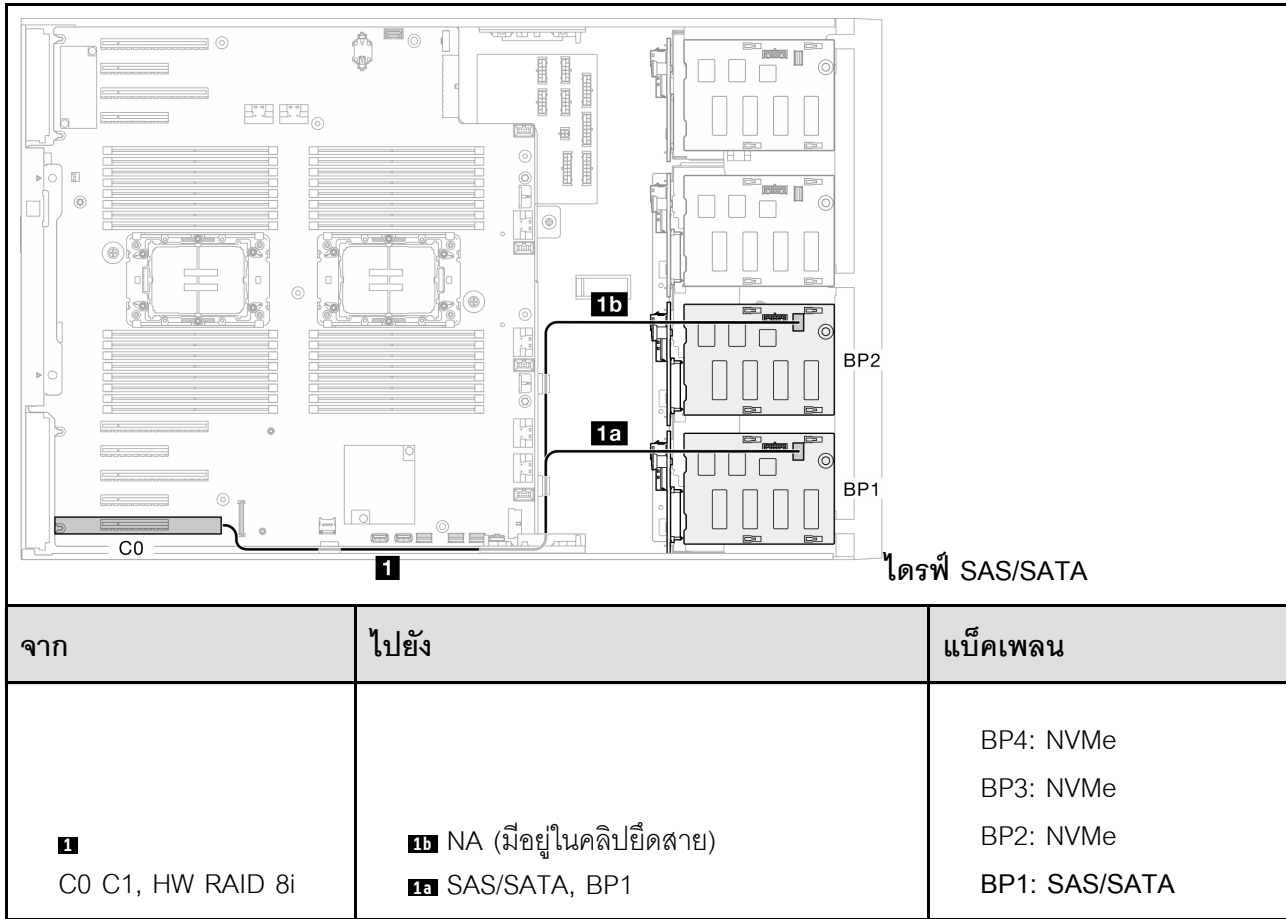 1b
BP2
1a
BP1
C0
1
ไดรฟ์ SAS/SATA
จาก
ไปยัง
แบ็คเพลน
1
C0 C1, HW RAID 8i
1b NA (มีอยู่ในคลิปยึดสาย)
1a SAS/SATA, BP1
BP4: NVMe
BP3: NVMe
BP2: NVMe
BP1: SAS/SATA